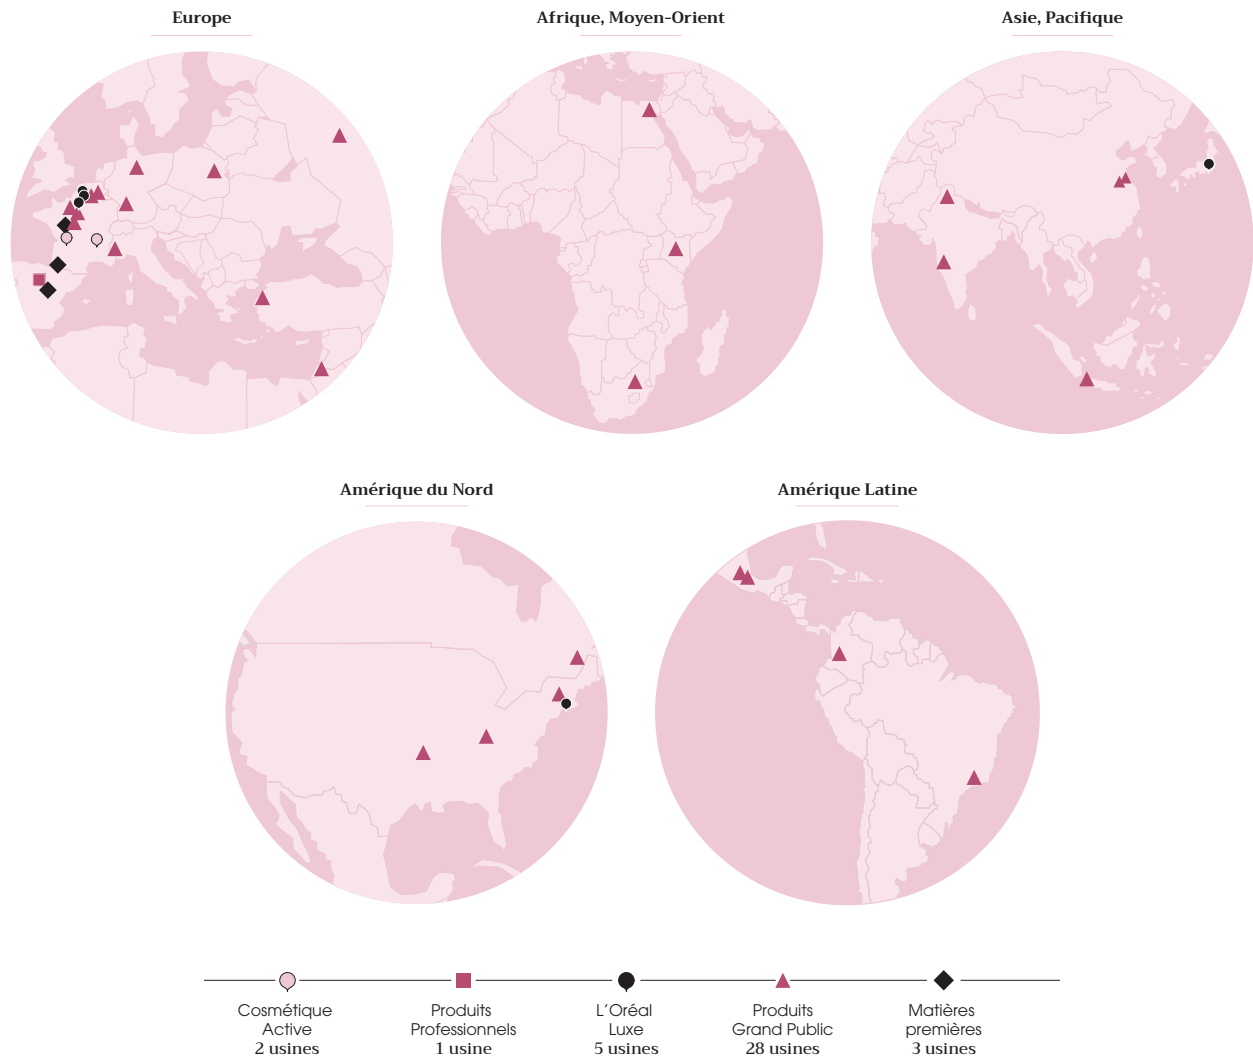 Europe
Afrique, Moyen-Orient
Asie, Pacifique
Amérique du Nord
Amérique Latine
Cosmétique
Active
2 usines
Produits
Professionnels
1 usine
L'Oréal
Luxe
5 usines
Produits
Grand Public
28 usines
Matières
premières
3 usines